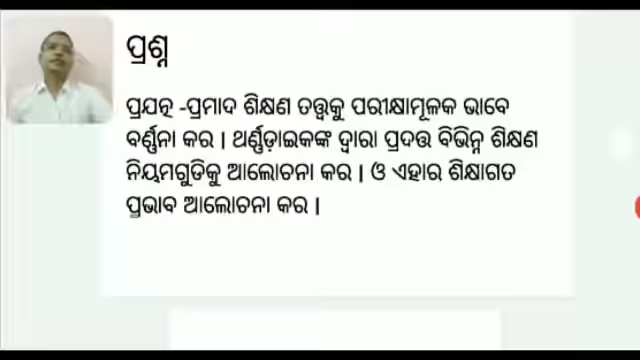 ପ୍ରଶ୍ନ
ପ୍ରଯତ୍ନ -ପ୍ରମାଦ ଶିକ୍ଷଣ ତତ୍ତ୍ୱକୁ ପରୀକ୍ଷାମୂଳକ ଭାବେ
ବର୍ଣ୍ଣନା କର । ଥର୍ଣ୍ଣଡ଼ାଇକଙ୍କ ଦ୍ୱାରା ପ୍ରଦତ୍ତ ବିଭିନ୍ନ ଶିକ୍ଷଣ
ନିୟମଗୁଡିକୁ ଆଲୋଚନା କର । ଓ ଏହାର ଶିକ୍ଷାଗତ
ପ୍ରଭାବ ଆଲୋଚନା କର ।